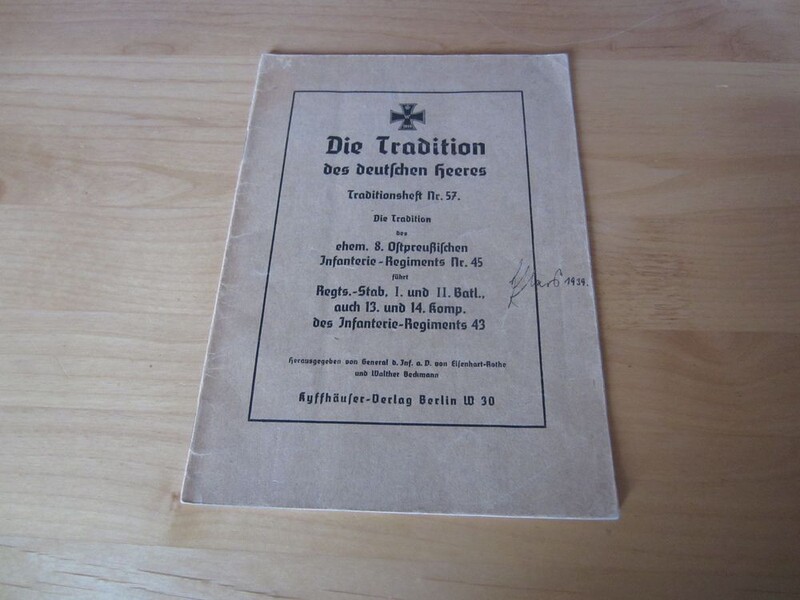 Die Tradition
des deutſchen Heeres
Traditionsheft Nr. 57.
Die Tradition
des
ehem. 8. Oſtpreußiſchen
Infanterie-Regiments Nr. 45
führt
Regts.-Stab, I. und II. Batl.,
auch 13. und 14. Komp.
des Infanterie-Regiments 43
1939.
Herausgegeben von General d. Inf. a. D. von Eiſenhart-Rothe
und Walther Beckmann
Kyffhäuſer-Verlag Berlin W 30